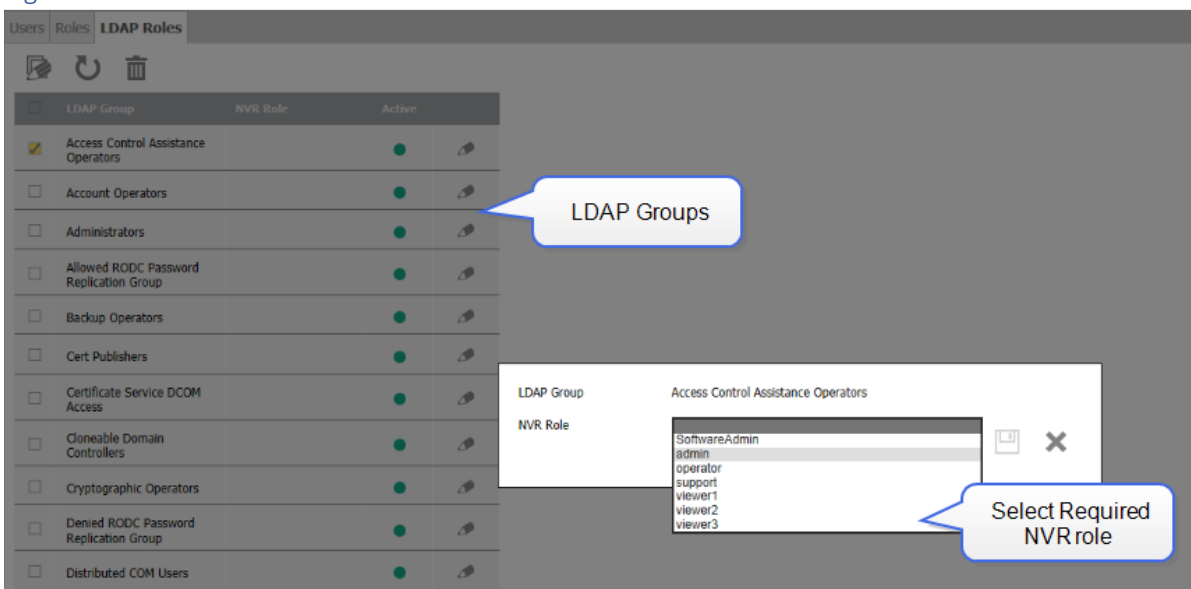 Users Roles LDAP Roles
LDAP Group NVR Role Active
Access Control Assistance
Operators
Account Operators
Administrators
Allowed RODC Password
Replication Group
Backup Operators
Cert Publishers
Certificate Service DCOM
Access
Cloneable Domain
Controllers
Cryptographic Operators
Denied RODC Password
Replication Group
Distributed COM Users
LDAP Groups
LDAP Group Access Control Assistance Operators
NVR Role
SoftwareAdmin
admin
operator
support
viewer1
viewer2
viewer3
Select Required
NVR role